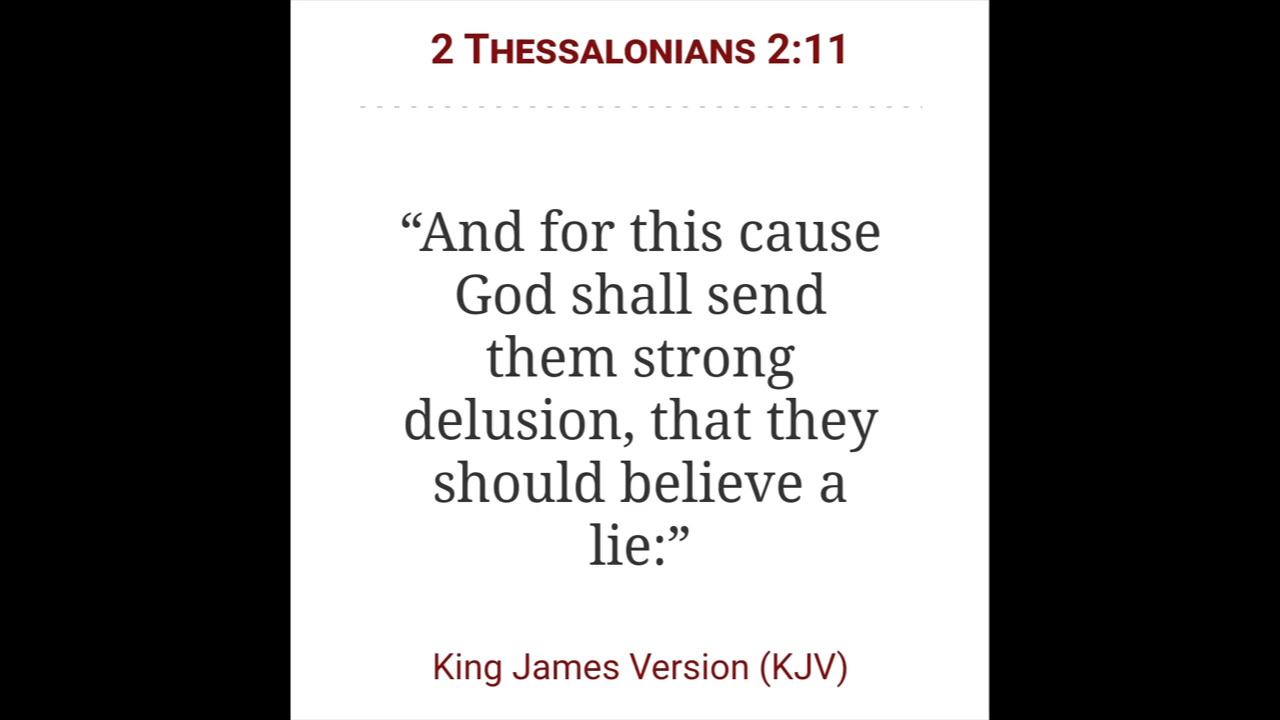 2 Thessalonians 2:11
“And for this cause
God shall send
them strong
delusion, that they
should believe a
lie:”
King James Version (KJV)